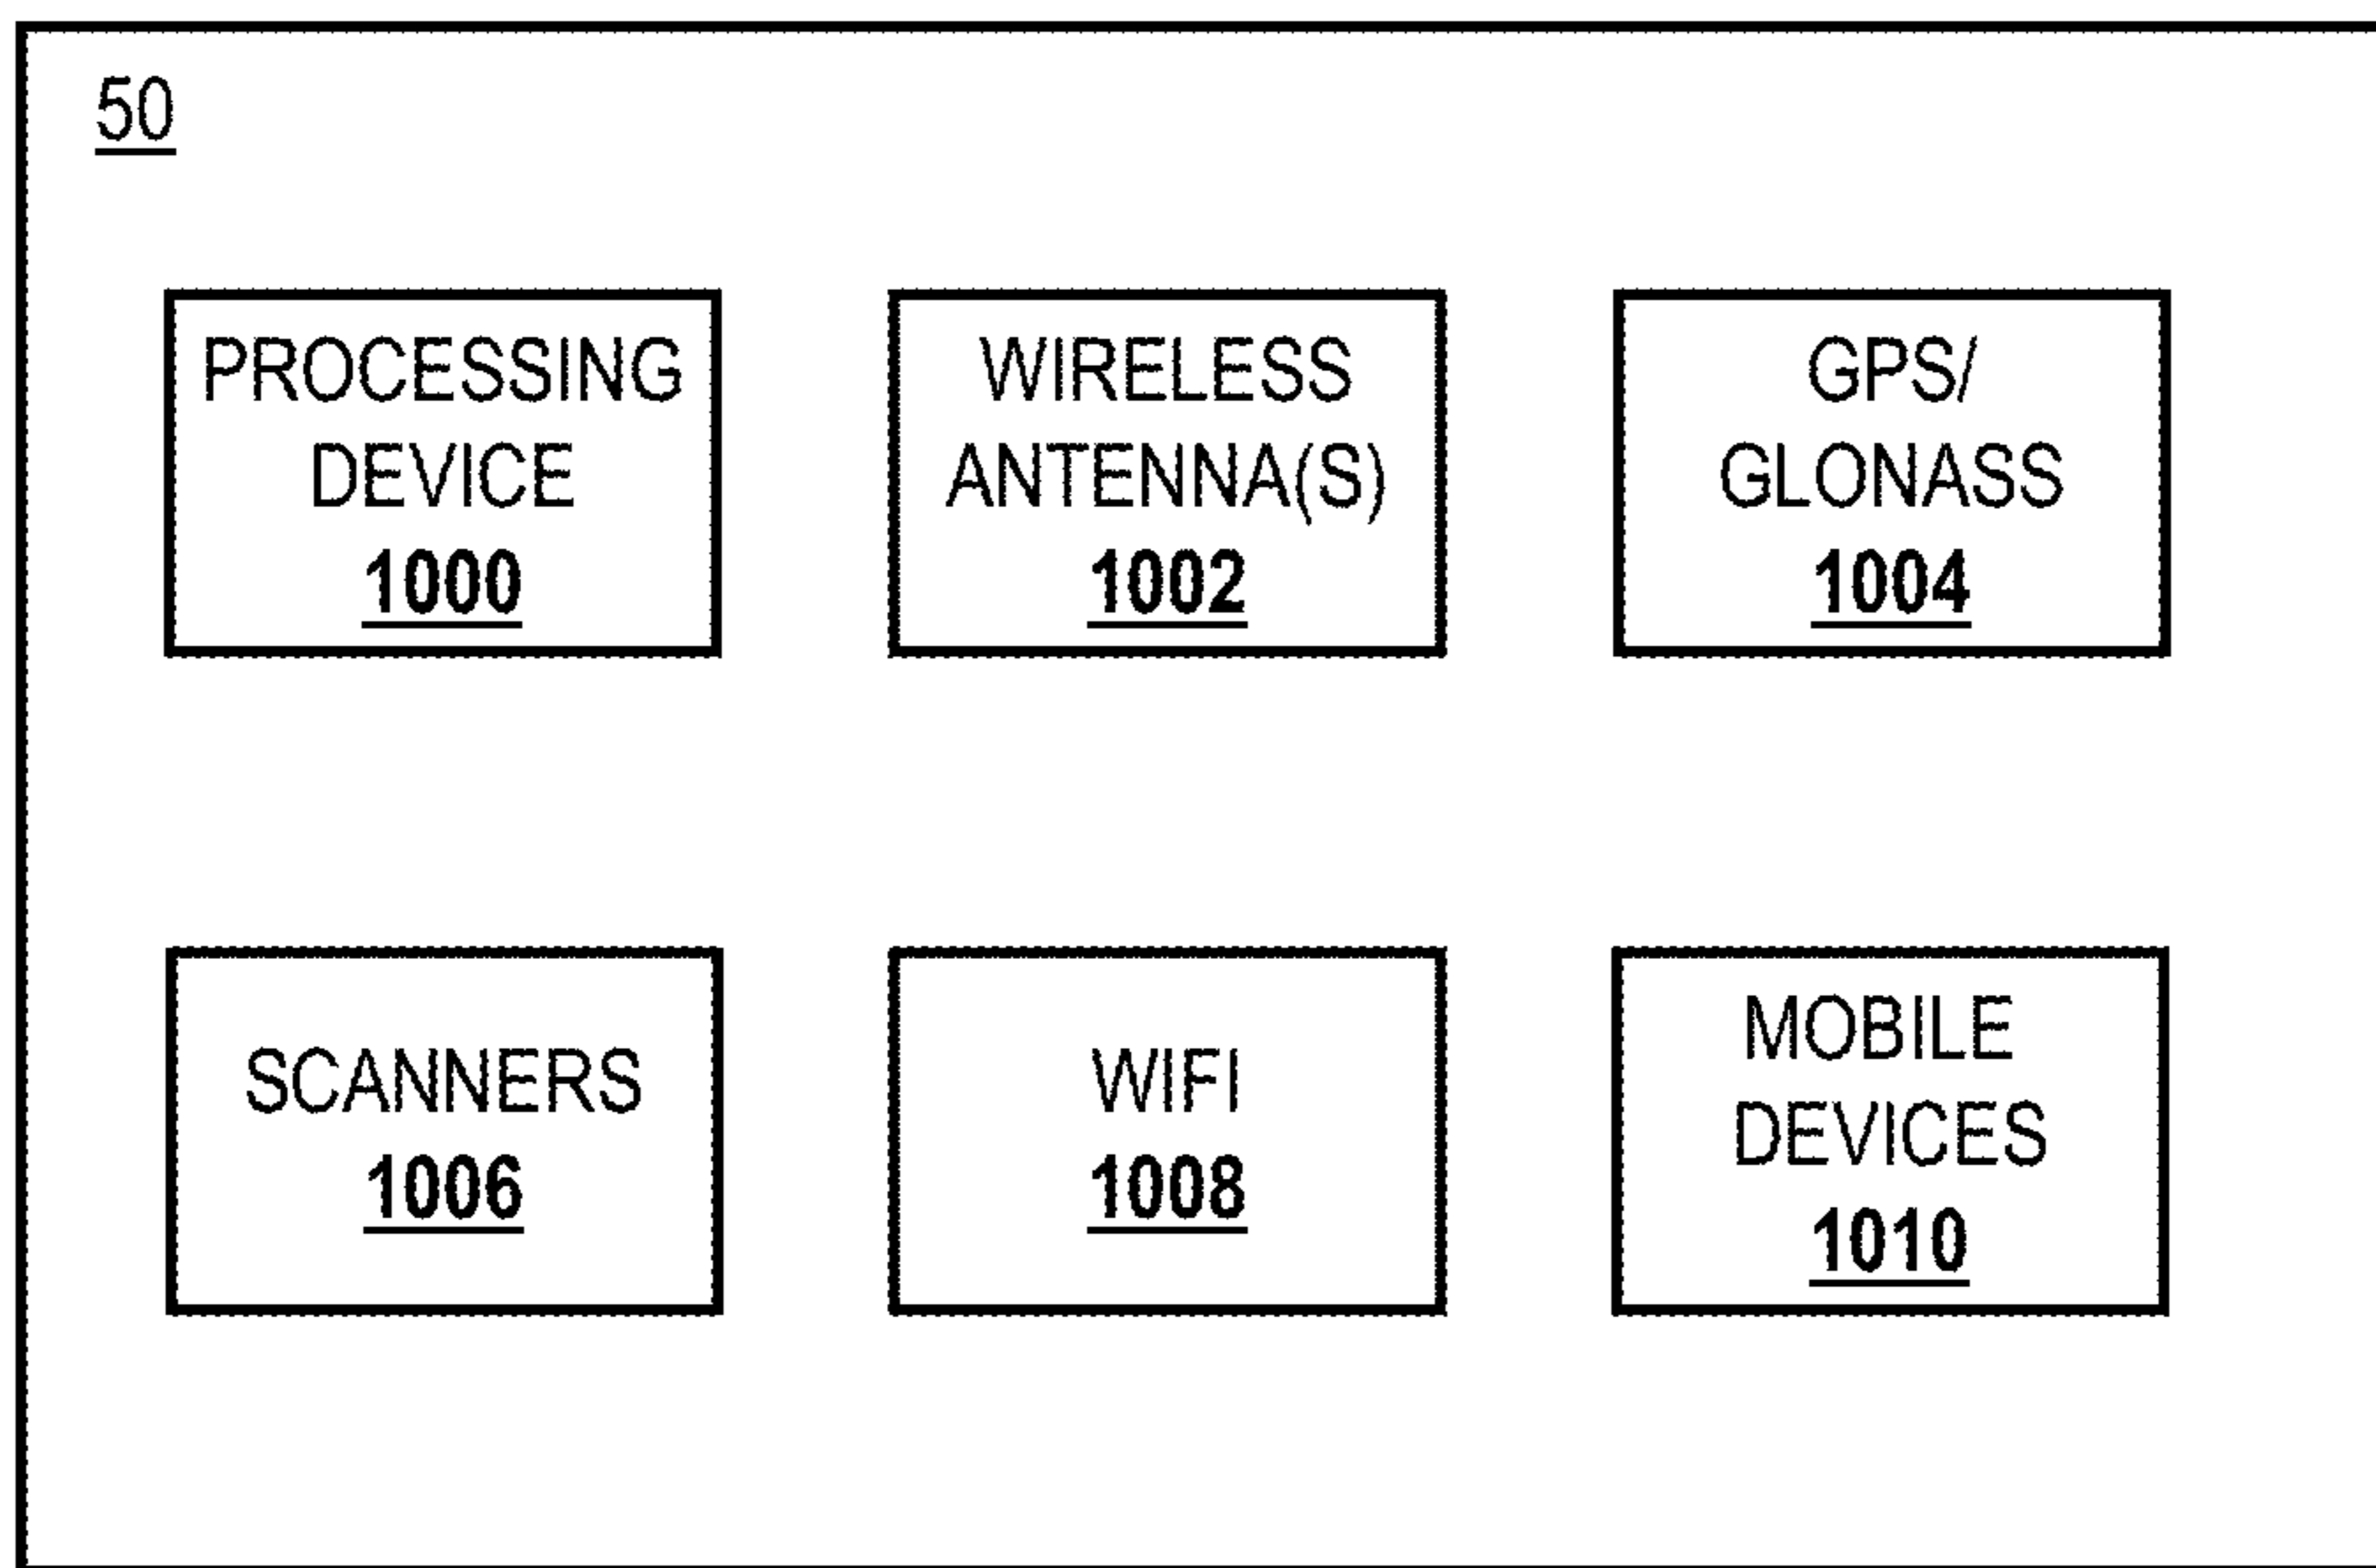 50
PROCESSING
DEVICE
1000
WIRELESS
ANTENNA(S)
1002
GPS/
GLONASS
1004
SCANNERS
1006
WIFI
1008
MOBILE
DEVICES
1010